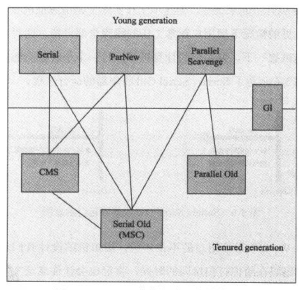 Young generation
Serial
ParNew
Parallel
Scavenge
G1
CMS
Parallel Old
Serial Old
(MSC)
Tenured generation